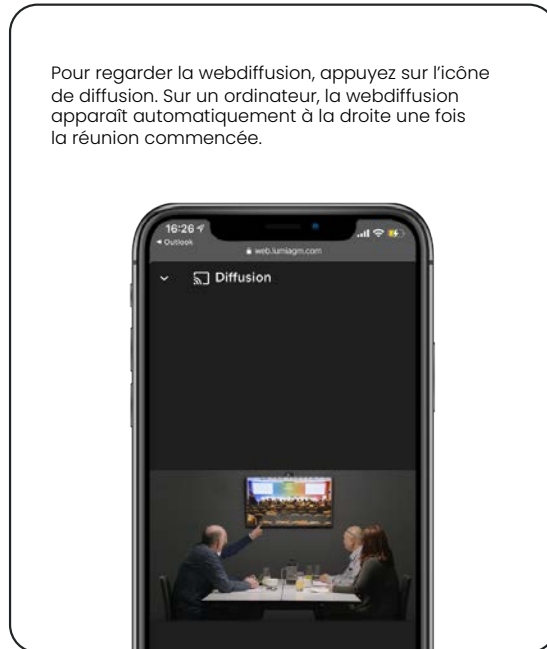 Pour regarder la webdiffusion, appuyez sur l’icône
de diffusion. Sur un ordinateur, la webdiffusion
apparaît automatiquement à la droite une fois
la réunion commencée.
16:26
◂ Outlook
web.lumiagm.com
Diffusion